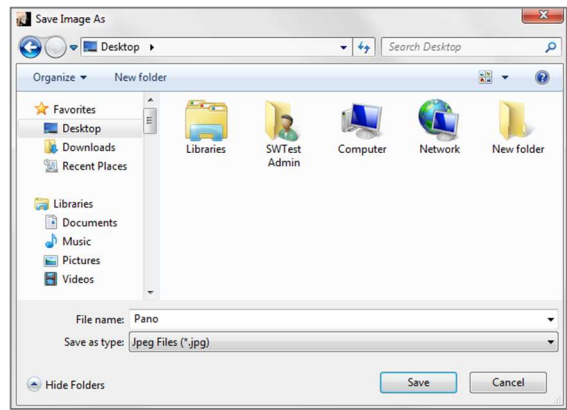 Save Image As
Desktop
Search Desktop
Organize
New folder
Favorites
Desktop
Downloads
Recent Places
Libraries
Documents
Music
Pictures
Videos
Libraries
SWTest
Admin
Computer
Network
New folder
File name: Pano
Save as type: Jpeg Files (*.jpg)
Hide Folders
Save
Cancel